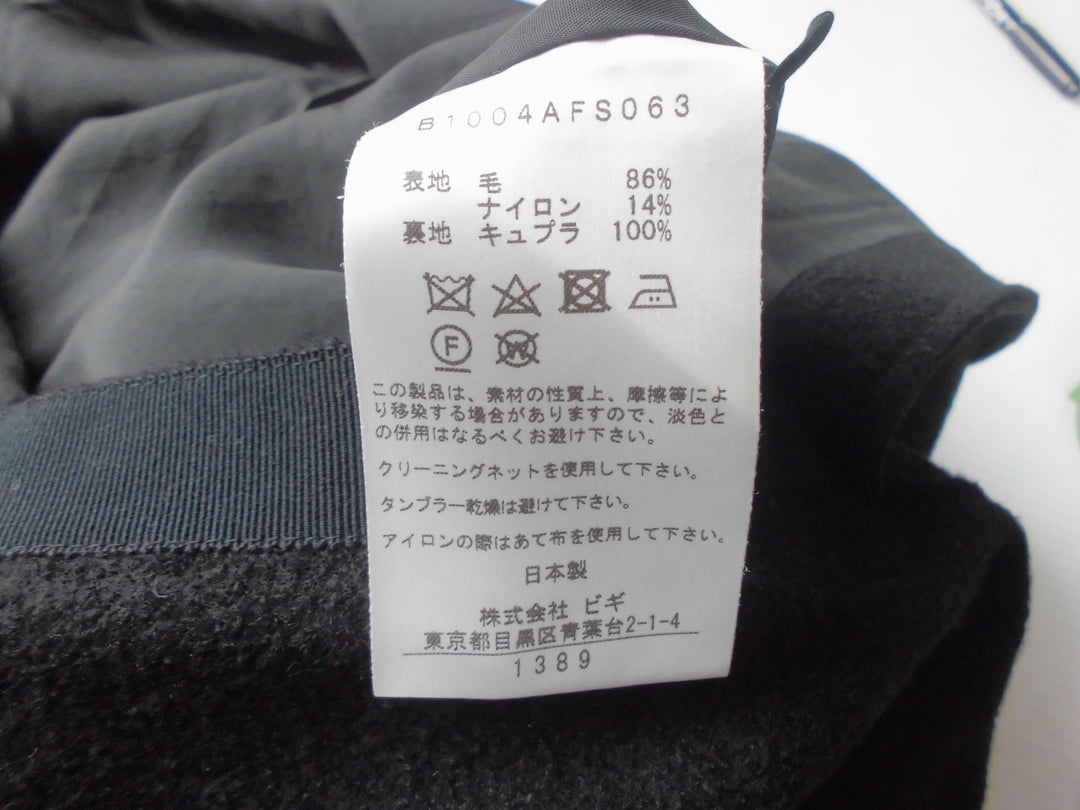 B1004AFS063
表地 毛 86%
ナイロン 14%
裏地 キュプラ 100%
F
W
この製品は、素材の性質上、摩擦等によ
り移染する場合がありますので、淡色と
の併用はなるべくお避け下さい。
クリーニングネットを使用して下さい。
タンブラー乾燥は避けて下さい。
アイロンの際はあて布を使用して下さい。
日本製
株式会社 ビギ
東京都目黒区青葉台2-1-4
1389